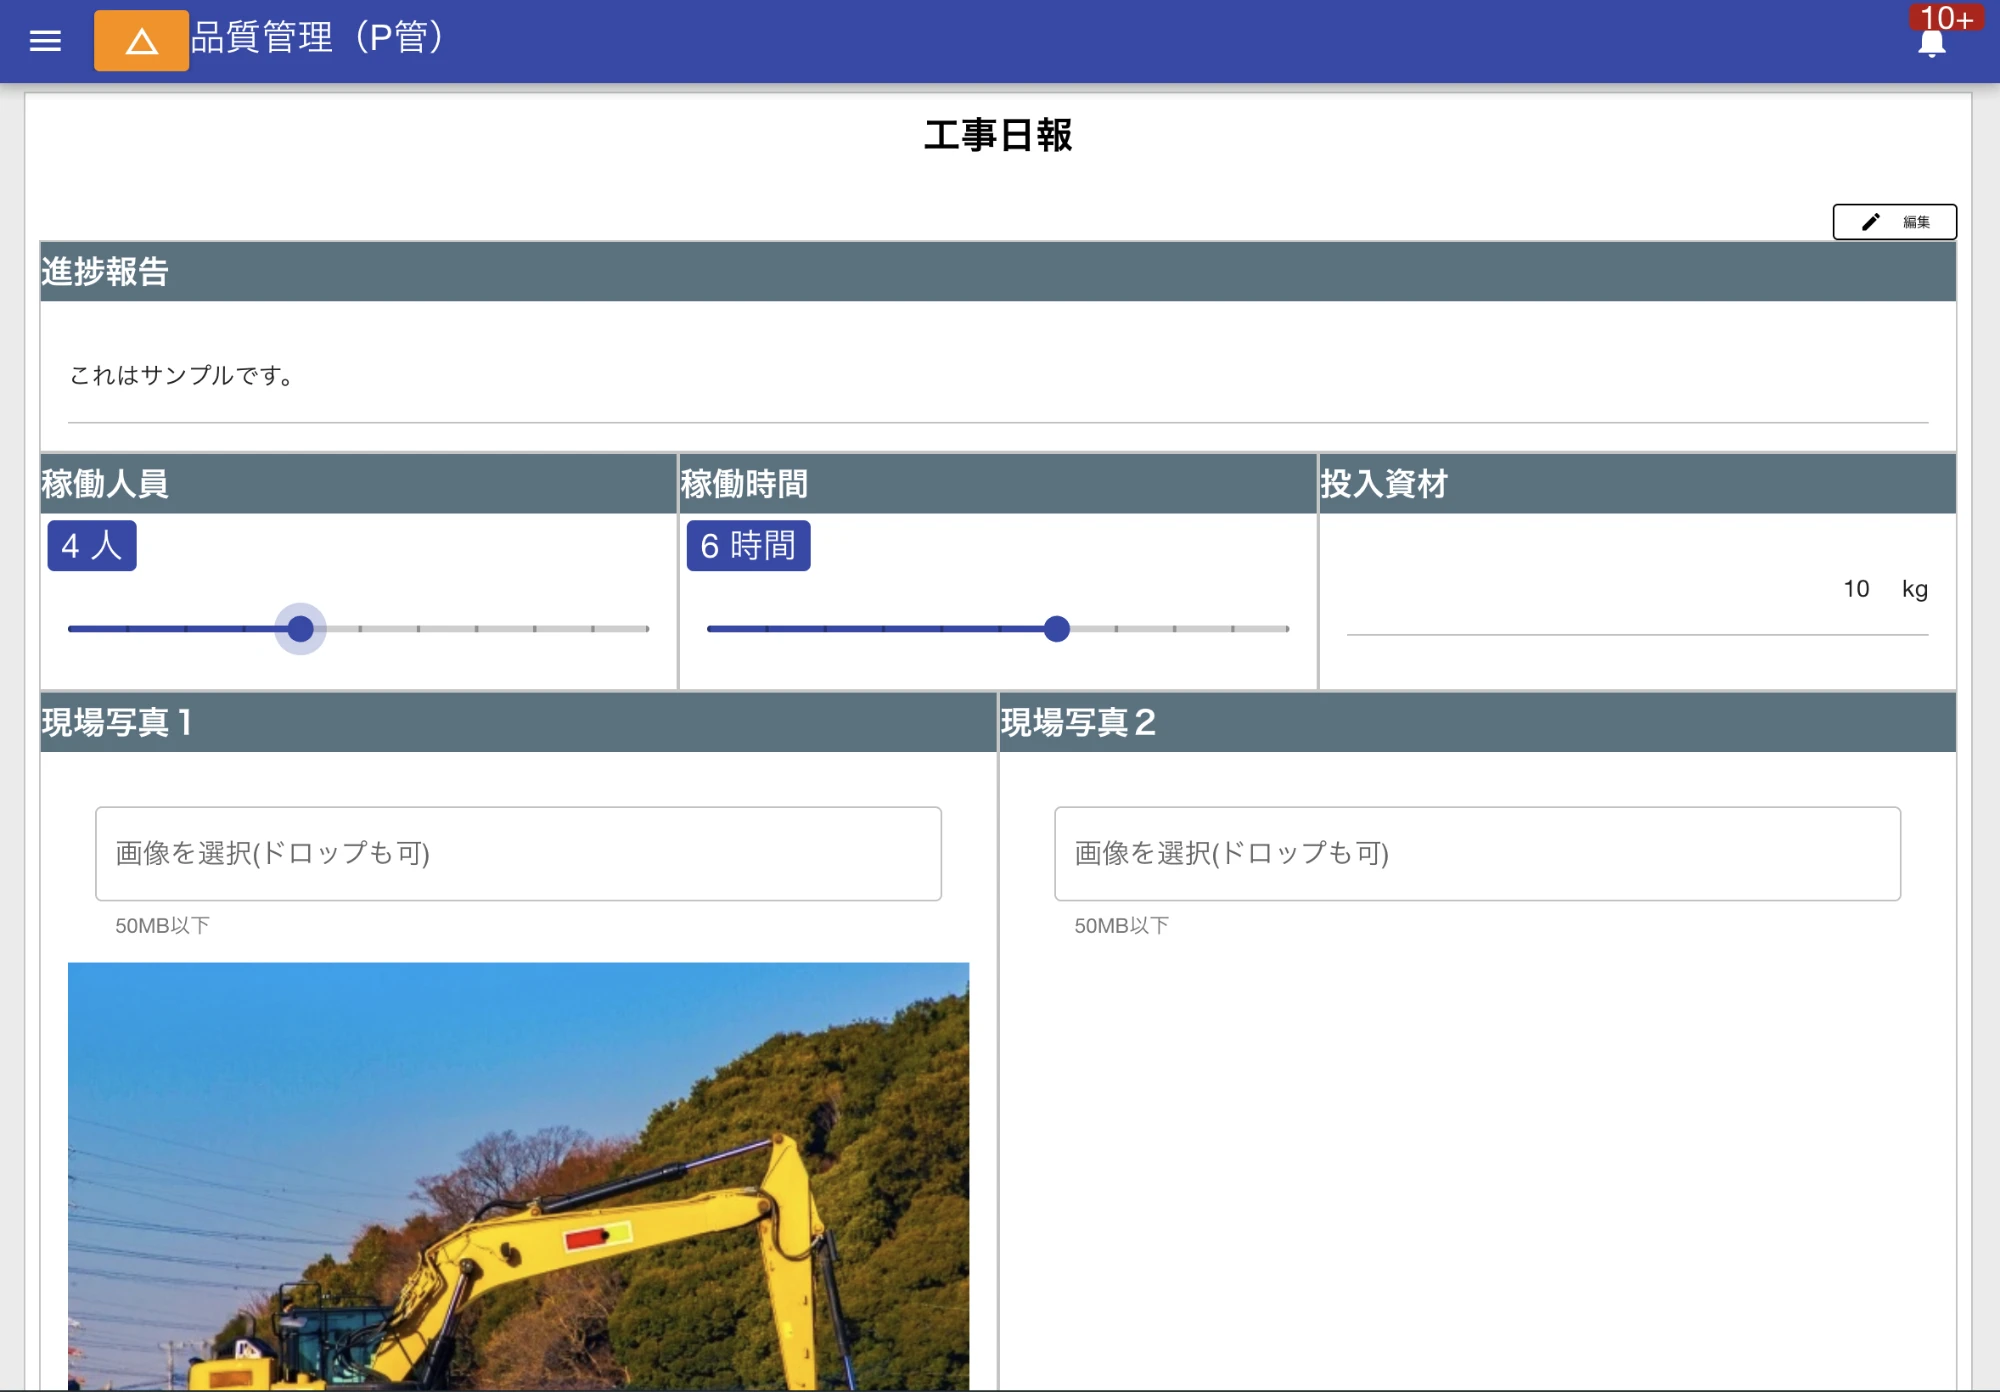 品質管理（P管）
10+
工事日報
編集
進捗報告
これはサンプルです。
稼働人員
稼働時間
投入資材
4 人
6 時間
10 kg
現場写真１
現場写真２
画像を選択(ドロップも可)
画像を選択(ドロップも可)
50MB以下
50MB以下